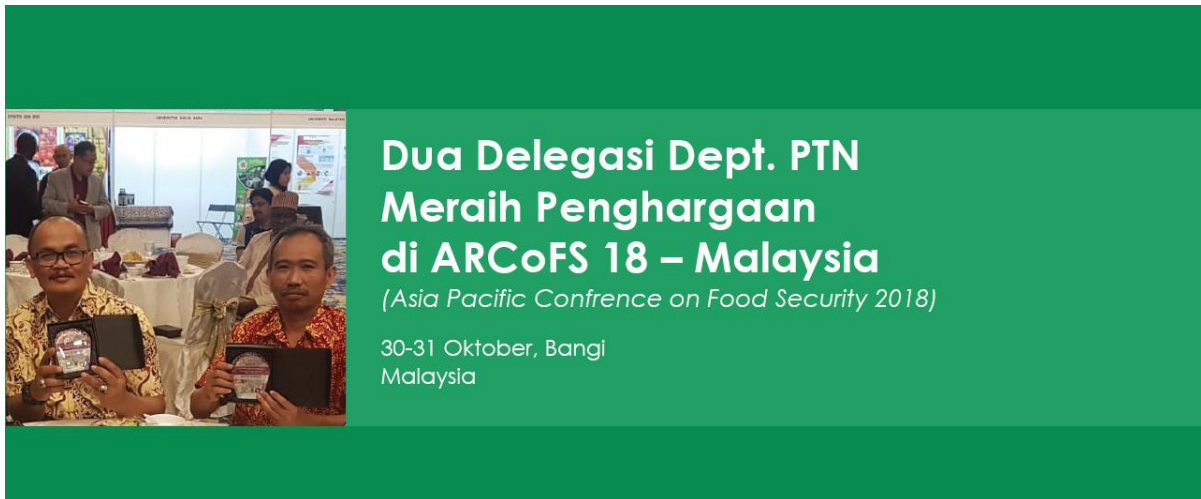 Dua Delegasi Dept. PTN
Meraih Penghargaan
di ARCoFS 18 – Malaysia
(Asia Pacific Confrence on Food Security 2018)
30-31 Oktober, Bangi
Malaysia